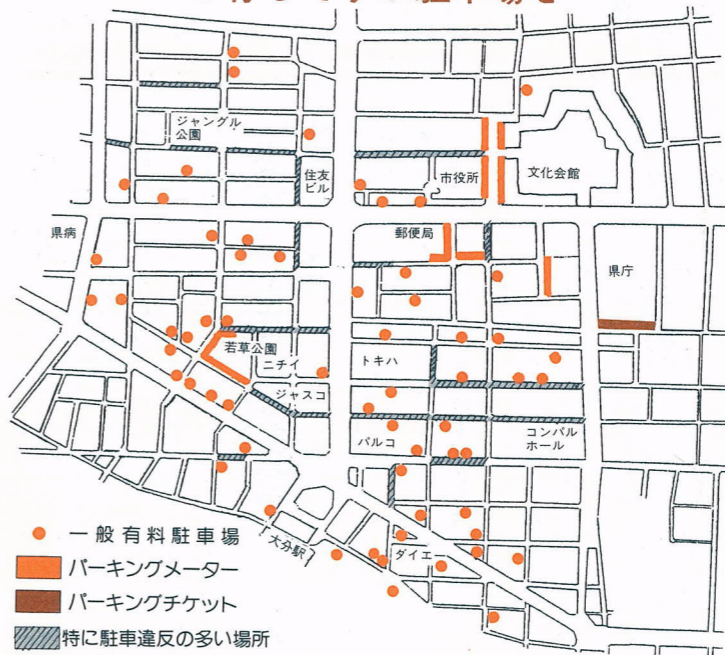 駐車場を
ジャングル
公園
住友
ビル
市役所
文化会館
県病
郵便局
県庁
若草公園
ニチイ
トキハ
ジャスコ
パルコ
コンパル
ホール
大分駅
ダイエー
一般有料駐車場
パーキングメーター
パーキングチケット
特に駐車違反の多い場所